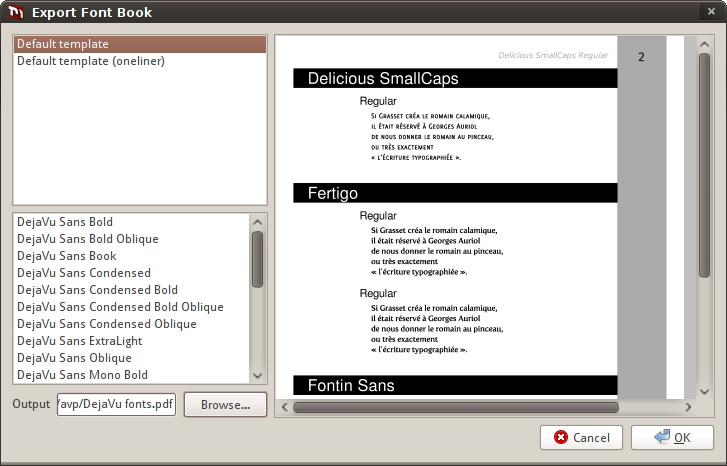 Export Font Book
Default template
Default template (oneliner)
DejaVu Sans Bold
DejaVu Sans Bold Oblique
DejaVu Sans Book
DejaVu Sans Condensed
DejaVu Sans Condensed Bold
DejaVu Sans Condensed Bold Oblique
DejaVu Sans Condensed Oblique
DejaVu Sans ExtraLight
DejaVu Sans Oblique
DejaVu Sans Mono Bold
Output /avp/DejaVu fonts.pdf Browse...
Delicious SmallCaps Regular 2
Delicious SmallCaps
Regular
Si Grasset créa le romain calamique,
il était réservé à Georges Auriol
de nous donner le romain au pinceau,
ou très exactement
« l'écriture typographiée ».
Fertigo
Regular
Si Grasset créa le romain calamique,
il était réservé à Georges Auriol
de nous donner le romain au pinceau,
ou très exactement
« l'écriture typographiée ».
Regular
Si Grasset créa le romain calamique,
il était réservé à Georges Auriol
de nous donner le romain au pinceau,
ou très exactement
« l'écriture typographiée ».
Fontin Sans
Cancel OK